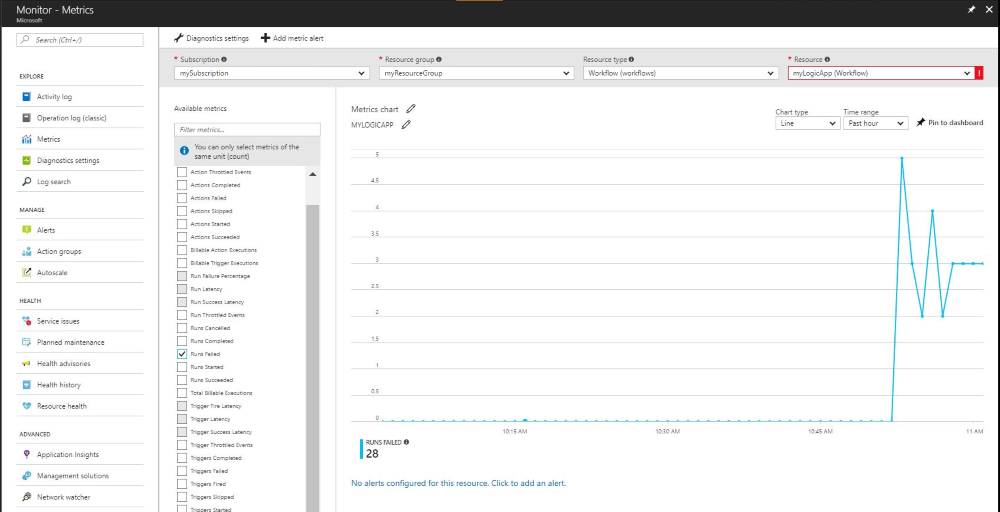 Monitor - Metrics
Microsoft
Search (Ctrl+/)
EXPLORE
Activity log
Operation log (classic)
Metrics
Diagnostics settings
Log search
MANAGE
Alerts
Action groups
Autoscale
HEALTH
Service issues
Planned maintenance
Health advisories
Health history
Resource health
ADVANCED
Application Insights
Management solutions
Network watcher
Diagnostics settings
Add metric alert
* Subscription
mySubscription
* Resource group
myResourceGroup
Resource type
Workflow (workflows)
* Resource
myLogicApp (Workflow)
Available metrics
Filter metrics...
You can only select metrics of the
same unit (count)
Action Throttled Events
Actions Completed
Actions Failed
Actions Skipped
Actions Started
Actions Succeeded
Billable Action Executions
Billable Trigger Executions
Run Failure Percentage
Run Latency
Run Success Latency
Run Throttled Events
Runs Cancelled
Runs Completed
Runs Failed
Runs Started
Runs Succeeded
Total Billable Executions
Trigger Fire Latency
Trigger Latency
Trigger Success Latency
Trigger Throttled Events
Triggers Completed
Triggers Failed
Triggers Fired
Triggers Skipped
Triggers Started
Metrics chart
MYLOGICAPP
Chart type
Line
Time range
Past hour
Pin to dashboard
5
4.5
4
3.5
3
2.5
2
1.5
1
0.5
0
10:15 AM
10:30 AM
10:45 AM
11 AM
RUNS FAILED
28
No alerts configured for this resource. Click to add an alert.